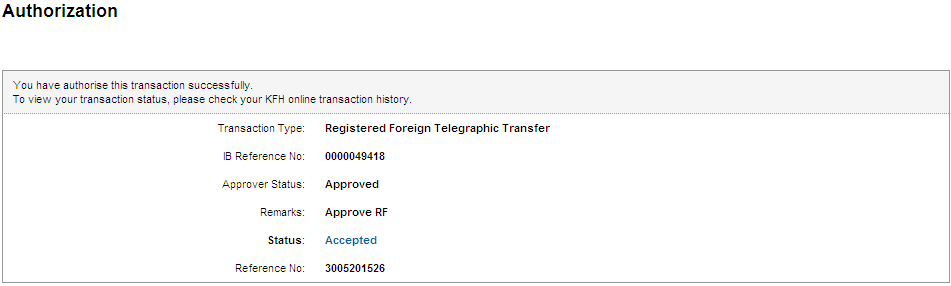 Authorization
You have authorise this transaction successfully.
To view your transaction status, please check your KFH online transaction history.
Transaction Type: Registered Foreign Telegraphic Transfer
IB Reference No: 0000049418
Approver Status: Approved
Remarks: Approve RF
Status: Accepted
Reference No: 3005201526